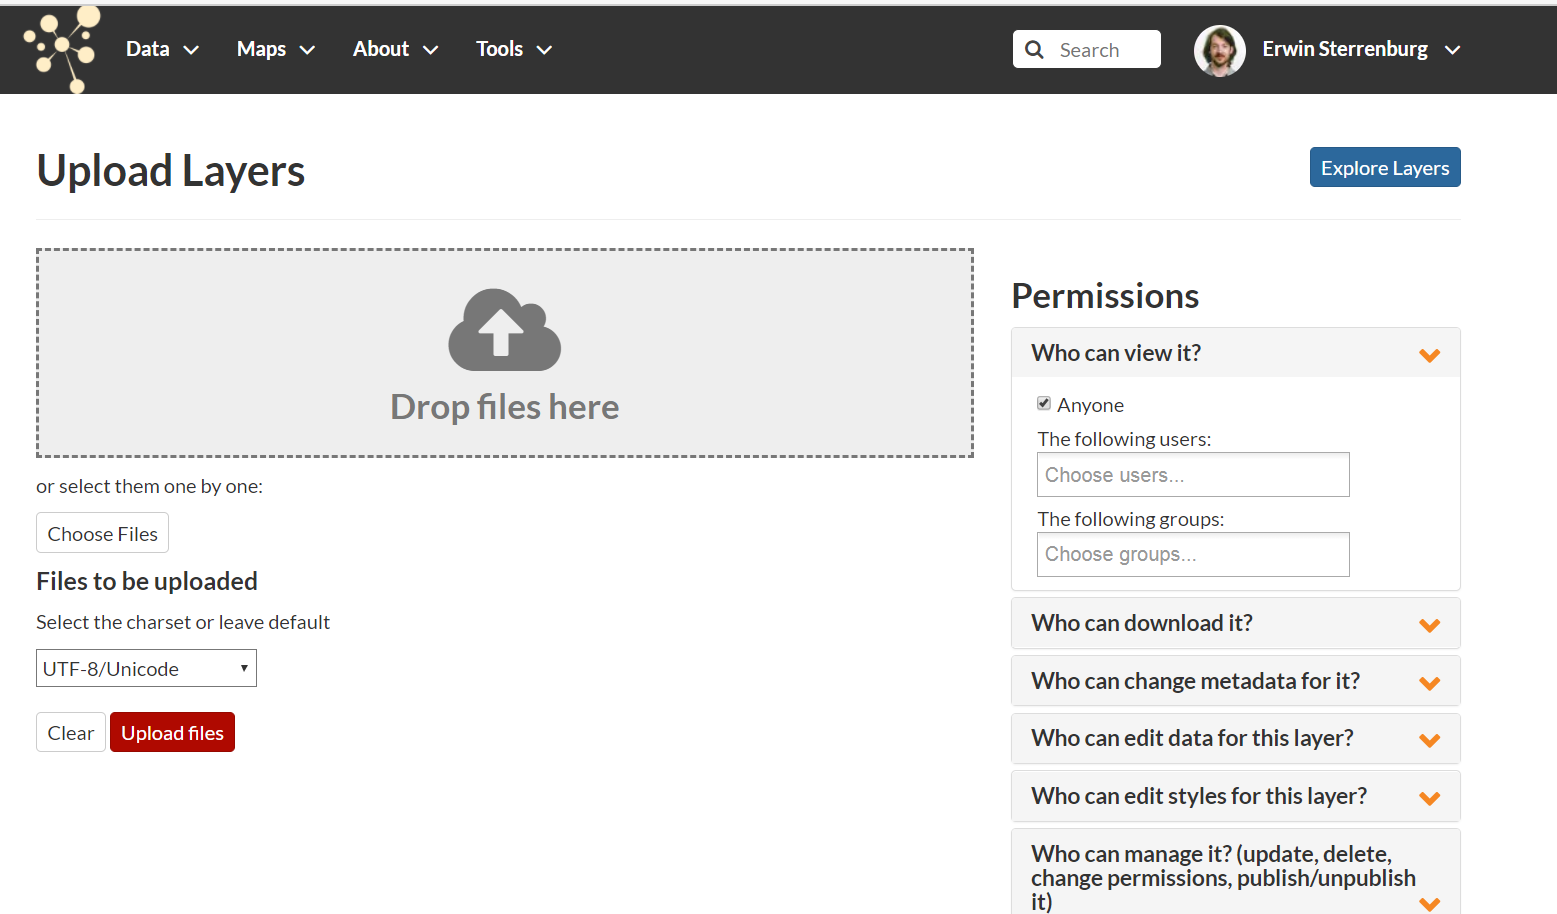 Data Maps About Tools Search Erwin Sterrenburg
Upload Layers
Explore Layers
Drop files here
or select them one by one:
Choose Files
Files to be uploaded
Select the charset or leave default
UTF-8/Unicode
Clear Upload files
Permissions
Who can view it?
Anyone
The following users:
Choose users...
The following groups:
Choose groups...
Who can download it?
Who can change metadata for it?
Who can edit data for this layer?
Who can edit styles for this layer?
Who can manage it? (update, delete,
change permissions, publish/unpublish
it)